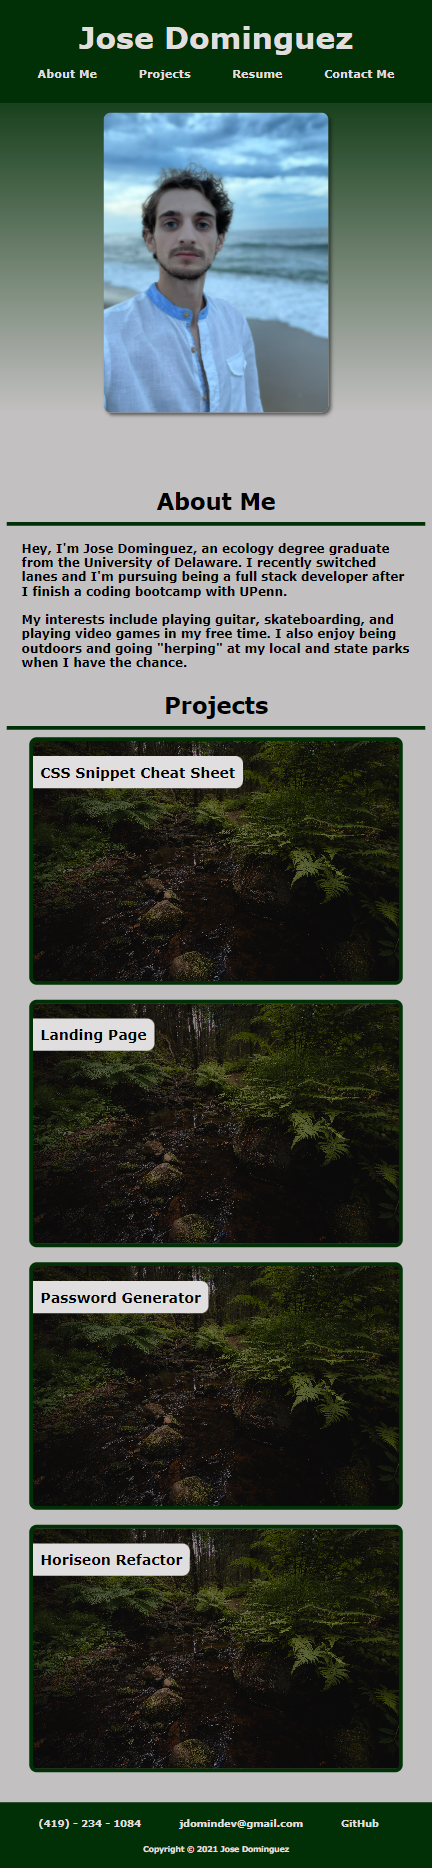 Jose Dominguez
About Me Projects Resume Contact Me
About Me
Hey, I'm Jose Dominguez, an ecology degree graduate
from the University of Delaware. I recently switched
lanes and I'm pursuing being a full stack developer after
I finish a coding bootcamp with UPenn.
My interests include playing guitar, skateboarding, and
playing video games in my free time. I also enjoy being
outdoors and going "herping" at my local and state parks
when I have the chance.
Projects
CSS Snippet Cheat Sheet
Landing Page
Password Generator
Horiseon Refactor
(419) - 234 - 1084 jdomindev@gmail.com GitHub
Copyright © 2021 Jose Dominguez